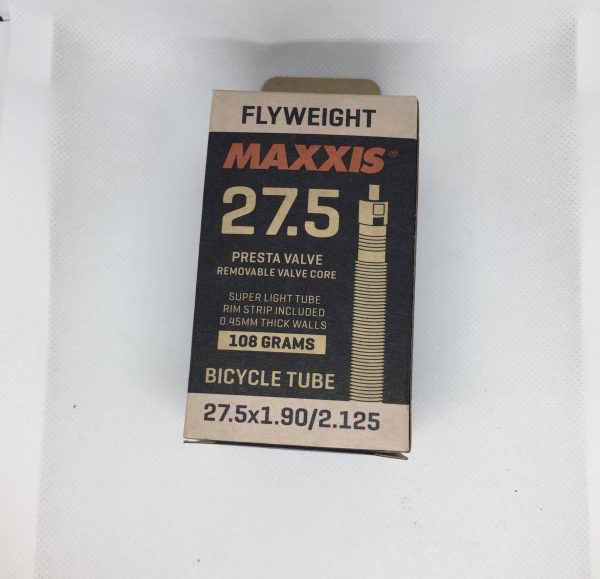 FLYWEIGHT
MAXXIS®
27.5
PRESTA VALVE
REMOVABLE VALVE CORE
SUPER LIGHT TUBE
RIM STRIP INCLUDED
0.45MM THICK WALLS
108 GRAMS
BICYCLE TUBE
27.5x1.90/2.125